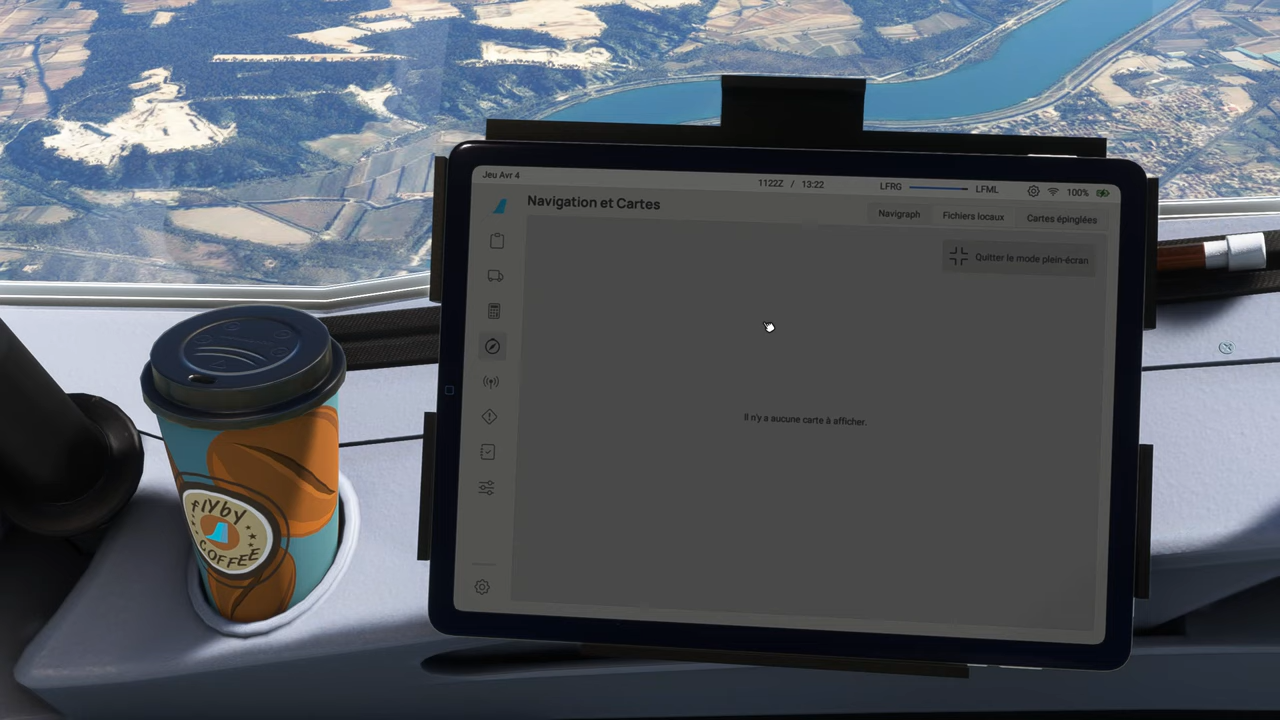 Jeu Avr 4
1122Z / 13:22
LFRG
LFML
100%
Navigation et Cartes
Navigraph
Fichiers locaux
Cartes épinglées
Quitter le mode plein-écran
Il n'y a aucune carte à afficher.
flyby
COFFEE